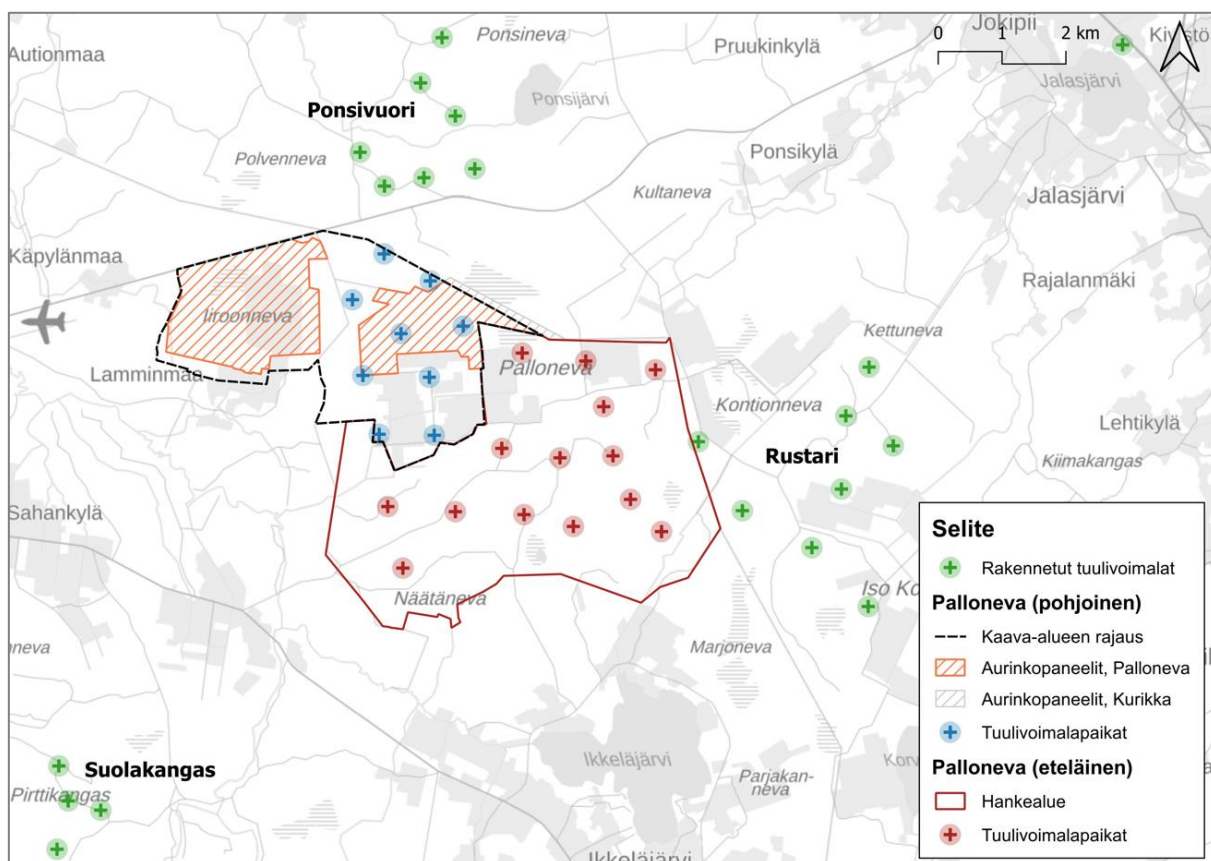 Autionmaa
Ponsineva
Pruukinkylä
Jokipii
0 1 2 km
Ponsivuori
Ponsijärvi
Jalasjärvi
Polvenneva
Ponsikylä
Kultaneva
Jalasjärvi
Käpylänmaa
Rajalanmäki
Iiroonneva
Kettuneva
Lamminmaa
Palloneva
Kontionneva
Lehtikylä
Rustari
Kiimakangas
Sahankylä
Näätäneva
Marjoneva
Suolakangas
Pirttikangas
Ikkeläjärvi
Parjakan-
neva
Ikkeläjärvi
Selite
Rakennetut tuulivoimalat
Palloneva (pohjoinen)
Kaava-alueen rajaus
Aurinkopaneelit, Palloneva
Aurinkopaneelit, Kurikka
Tuulivoimalapaikat
Palloneva (eteläinen)
Hankealue
Tuulivoimalapaikat